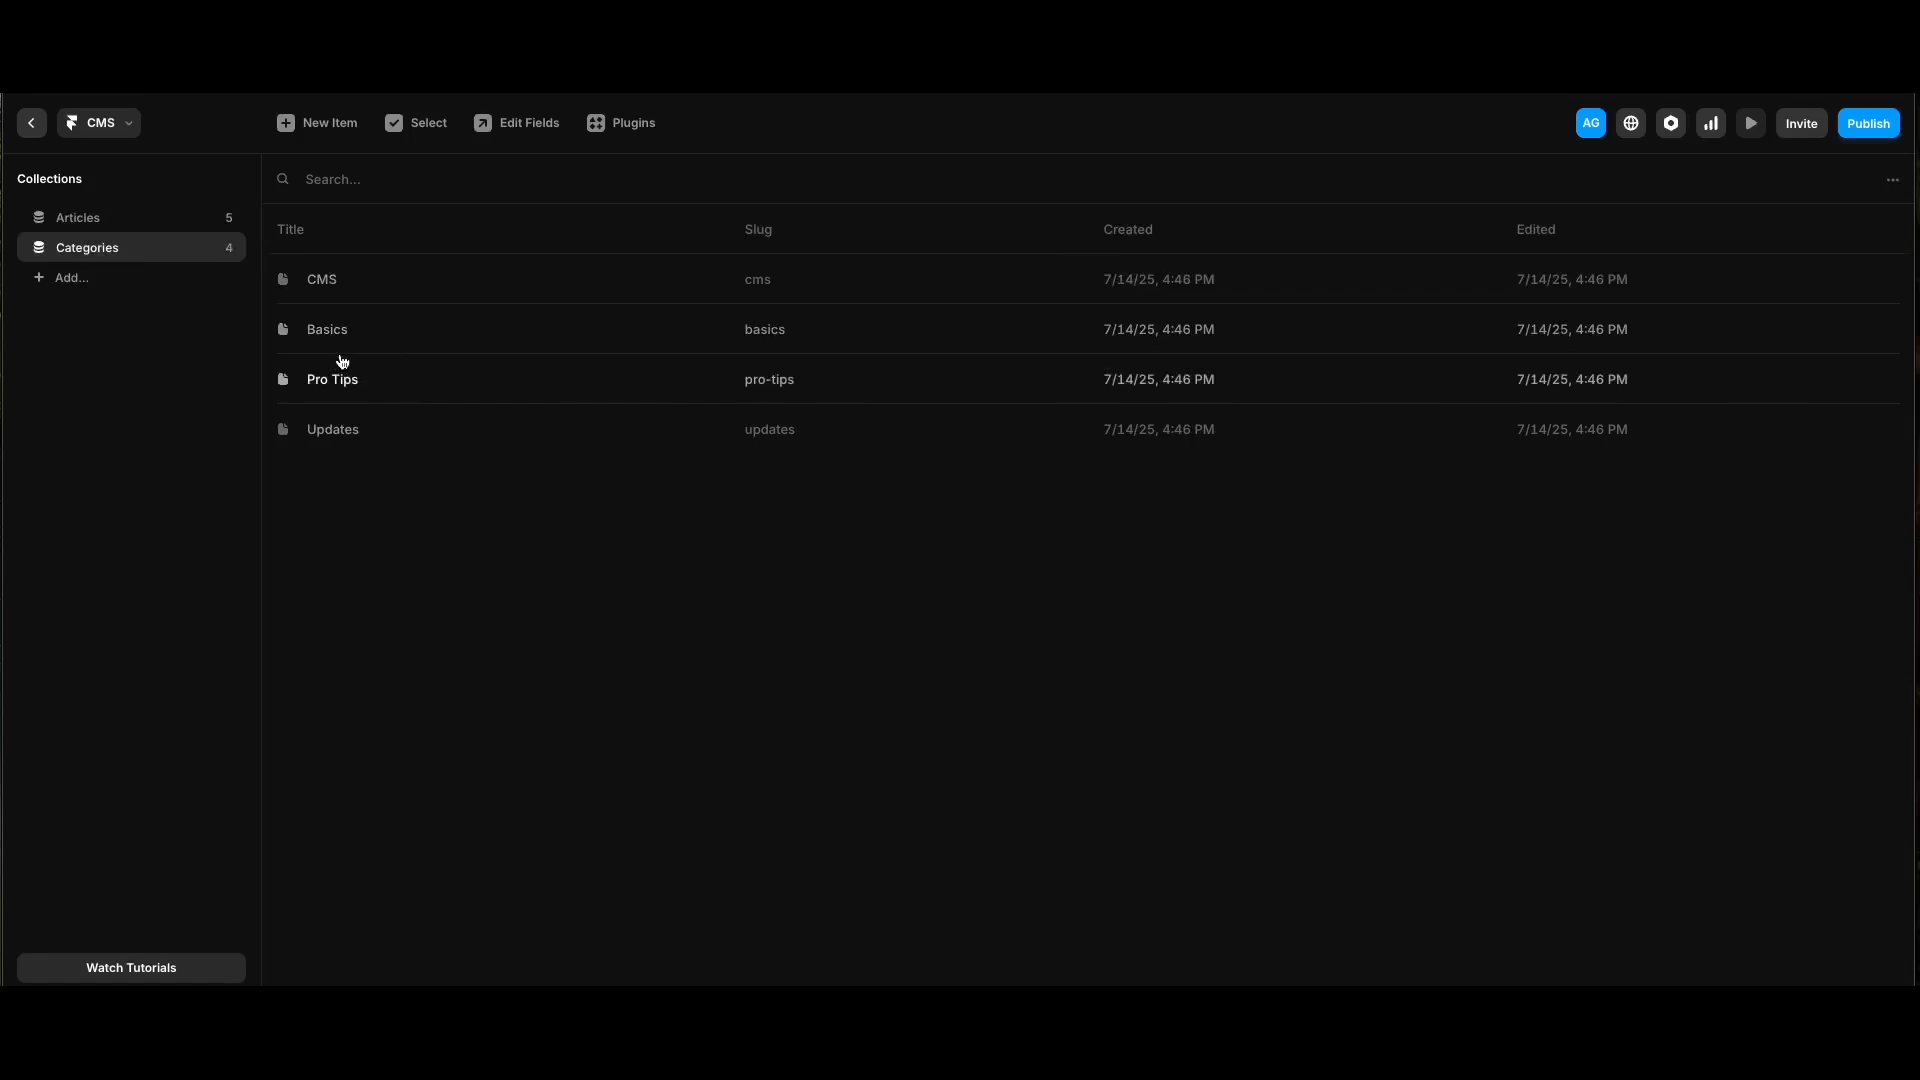 CMS
New Item Select Edit Fields Plugins
AG Invite Publish
Collections
Search...
Articles 5
Categories 4
Add...
Title Slug Created Edited
CMS cms 7/14/25, 4:46 PM 7/14/25, 4:46 PM
Basics basics 7/14/25, 4:46 PM 7/14/25, 4:46 PM
Pro Tips pro-tips 7/14/25, 4:46 PM 7/14/25, 4:46 PM
Updates updates 7/14/25, 4:46 PM 7/14/25, 4:46 PM
Watch Tutorials